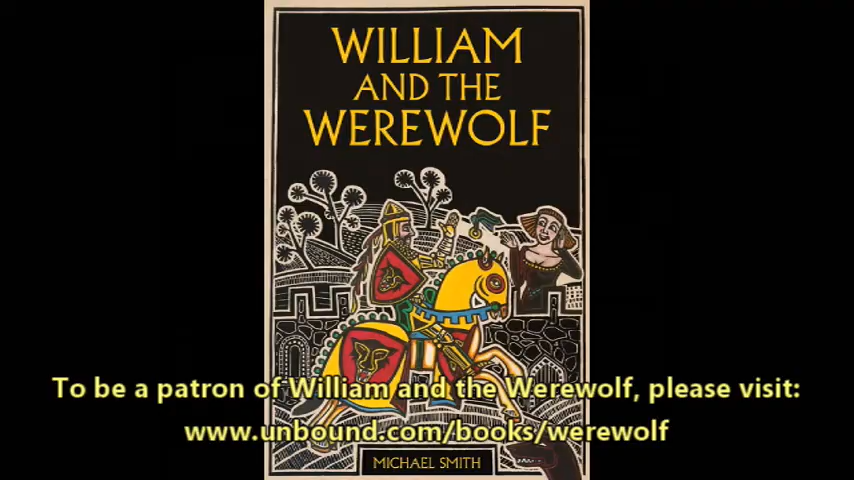 WILLIAM
AND THE
WEREWOLF
To be a patron of William and the Werewolf, please visit:
www.unbound.com/books/werewolf
MICHAEL SMITH